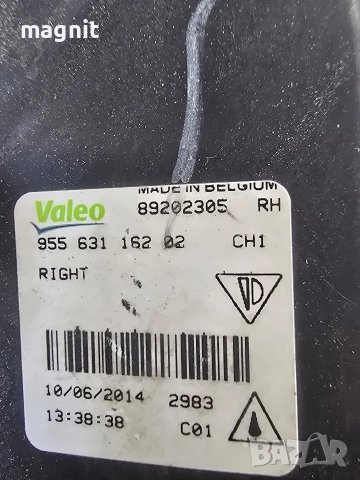 magnit
MADE IN BELGIUM
Valeo 89202305 RH
955 631 162 02 CH1
RIGHT
10/06/2014 2983
13:38:38 C01
BAZAR